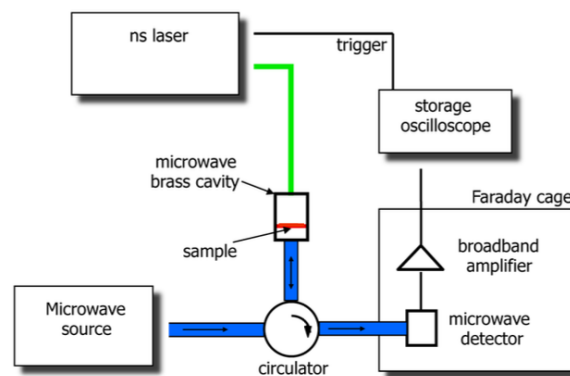 ns laser
trigger
storage
oscilloscope
microwave
brass cavity
sample
Faraday cage
broadband
amplifier
Microwave
source
microwave
detector
circulator